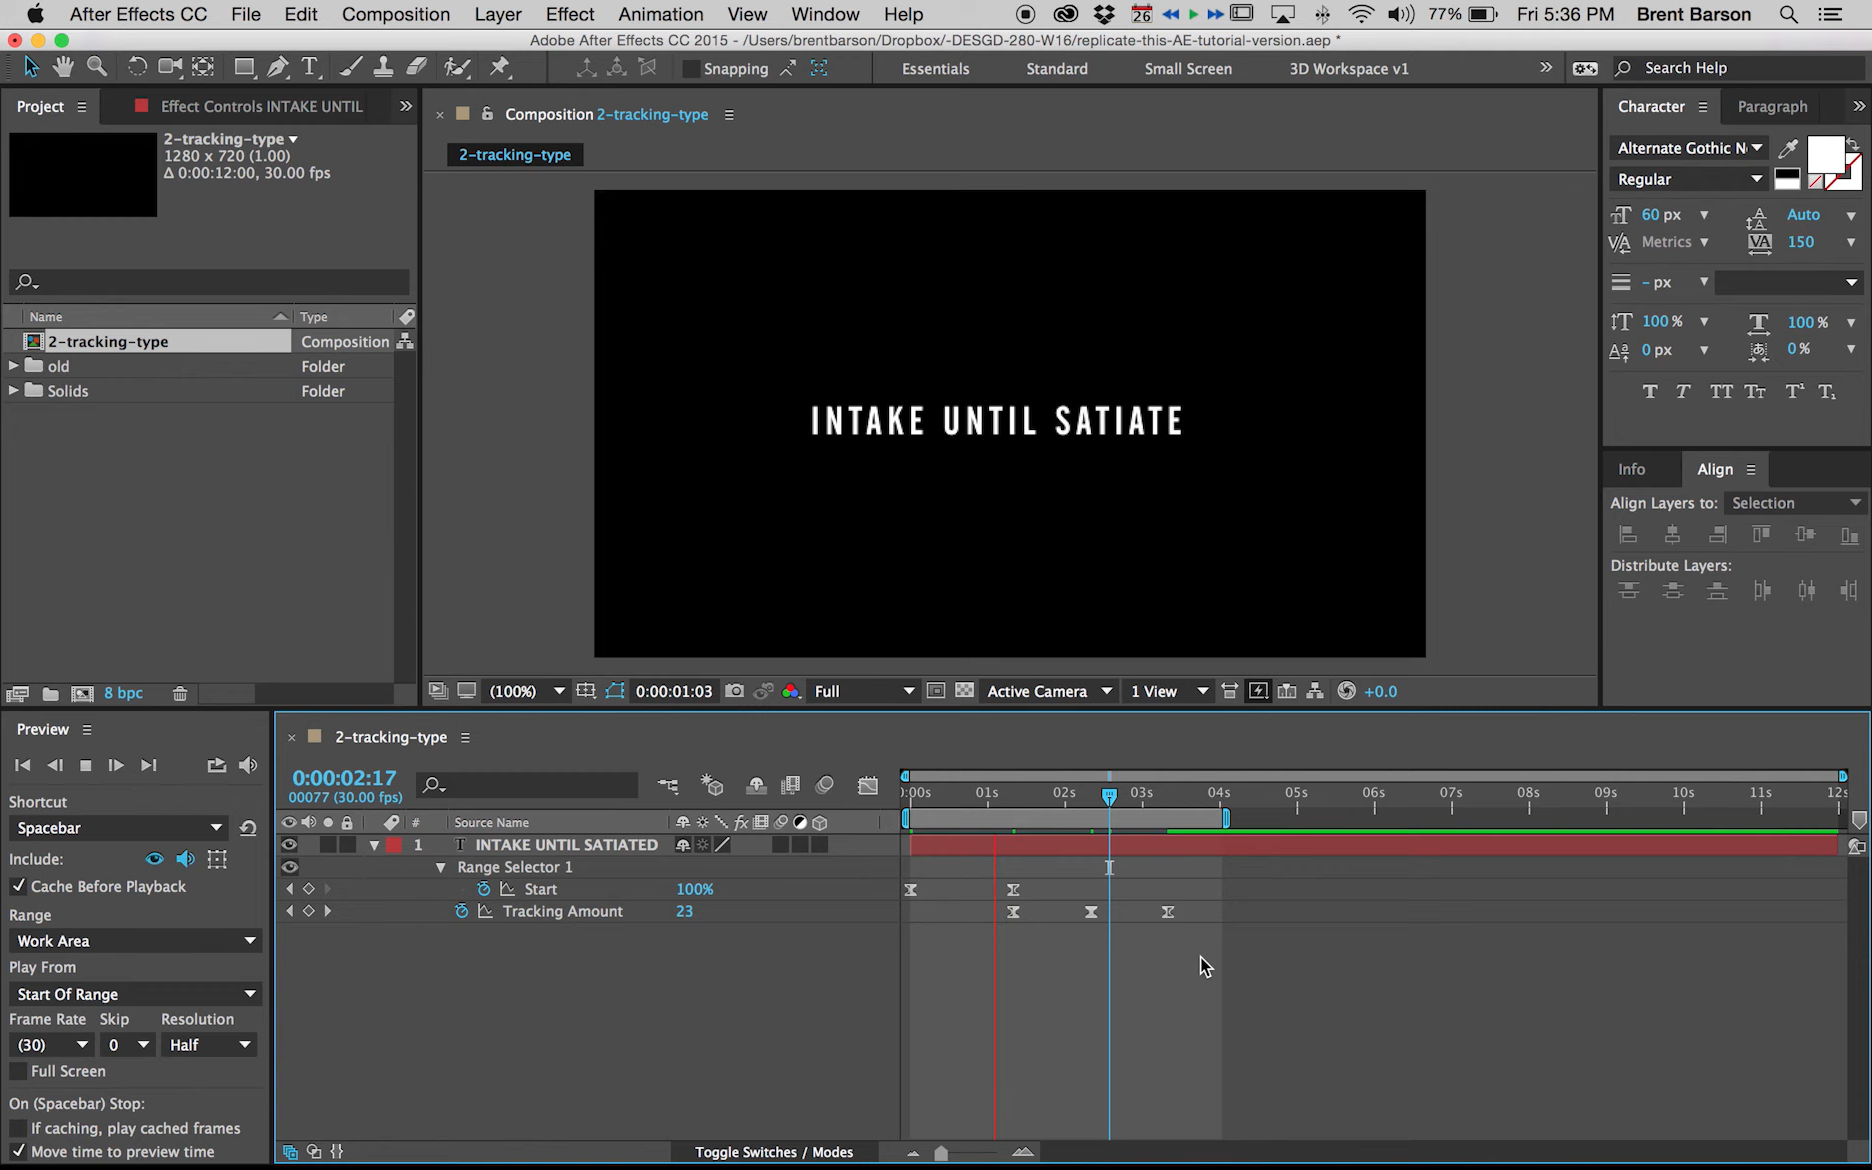 After Effects CC File Edit Composition Layer Effect Animation View Window Help 26 77% Fri 5:36 PM Brent Barson
Adobe After Effects CC 2015 - /Users/brentbarson/Dropbox/-DESGD-280-W16/replicate-this-AE-tutorial-version.aep *
Snapping Essentials Standard Small Screen 3D Workspace v1 Search Help
Project Effect Controls INTAKE UNTIL
2-tracking-type
1280 x 720 (1.00)
Δ 0:00:12:00, 30.00 fps
Name Type
2-tracking-type Composition
old Folder
Solids Folder
8 bpc
Composition 2-tracking-type
2-tracking-type
INTAKE UNTIL SATIATE
(100%) 0:00:01:03 Full Active Camera 1 View +0.0
Character Paragraph
Alternate Gothic N
Regular
60 px Auto
Metrics 150
- px
100 % 100 %
0 px 0 %
T T TT Tt T¹ T₁
Info Align
Align Layers to: Selection
Distribute Layers:
Preview
Shortcut
Spacebar
Include:
Cache Before Playback
Range
Work Area
Play From
Start Of Range
Frame Rate Skip Resolution
(30) 0 Half
Full Screen
On (Spacebar) Stop:
If caching, play cached frames
Move time to preview time
2-tracking-type
0:00:02:17
00077 (30.00 fps)
# Source Name fx
1 T INTAKE UNTIL SATIATED
Range Selector 1
Start 100%
Tracking Amount 23
0:00s 01s 02s 03s 04s 05s 06s 07s 08s 09s 10s 11s 12s
Toggle Switches / Modes